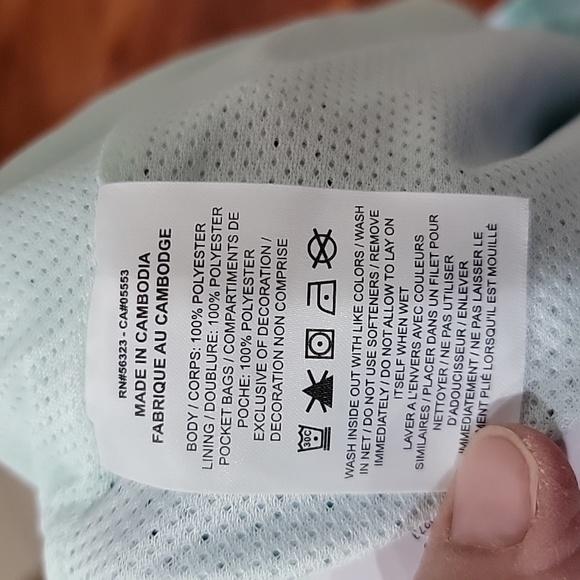 RN#56323 - CA#05553
MADE IN CAMBODIA
FABRIQUE AU CAMBODGE
BODY / CORPS: 100% POLYESTER
LINING / DOUBLURE: 100% POLYESTER
POCKET BAGS / COMPARTIMENTS DE
POCHE: 100% POLYESTER
EXCLUSIVE OF DECORATION /
DECORATION NON COMPRISE
30C
WASH INSIDE OUT WITH LIKE COLORS / WASH
IN NET / DO NOT USE SOFTENERS / REMOVE
IMMEDIATELY / DO NOT ALLOW TO LAY ON
ITSELF WHEN WET
LAVER A L'ENVERS AVEC COULEURS
SIMILAIRES / PLACER DANS UN FILET POUR
NETTOYER / NE PAS UTILISER
D'ADOUCISSEUR / ENLEVER
IMMEDIATEMENT / NE PAS LAISSER LE
PLIÉ LORSQU'IL EST MOUILLÉ